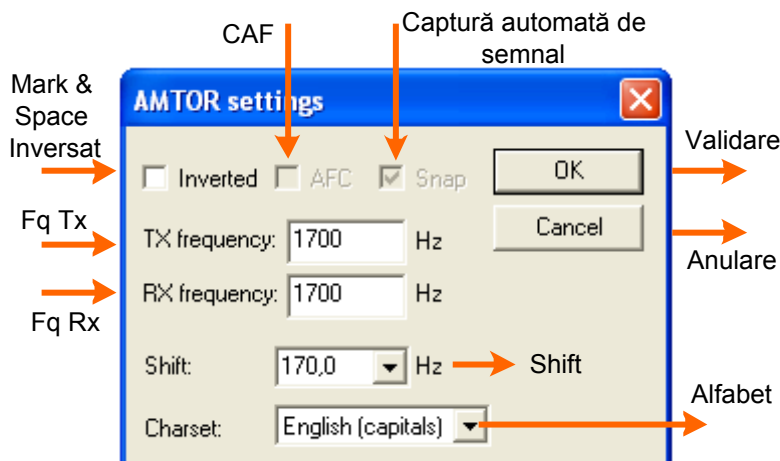 CAF
Captură automată de
semnal
Mark &
Space
Inversat
AMTOR settings
Inverted AFC Snap
OK
Validare
Fq Tx
TX frequency: 1700 Hz
Cancel
Anulare
RX frequency: 1700 Hz
Fq Rx
Shift: 170,0 Hz
Shift
Alfabet
Charset: English (capitals)